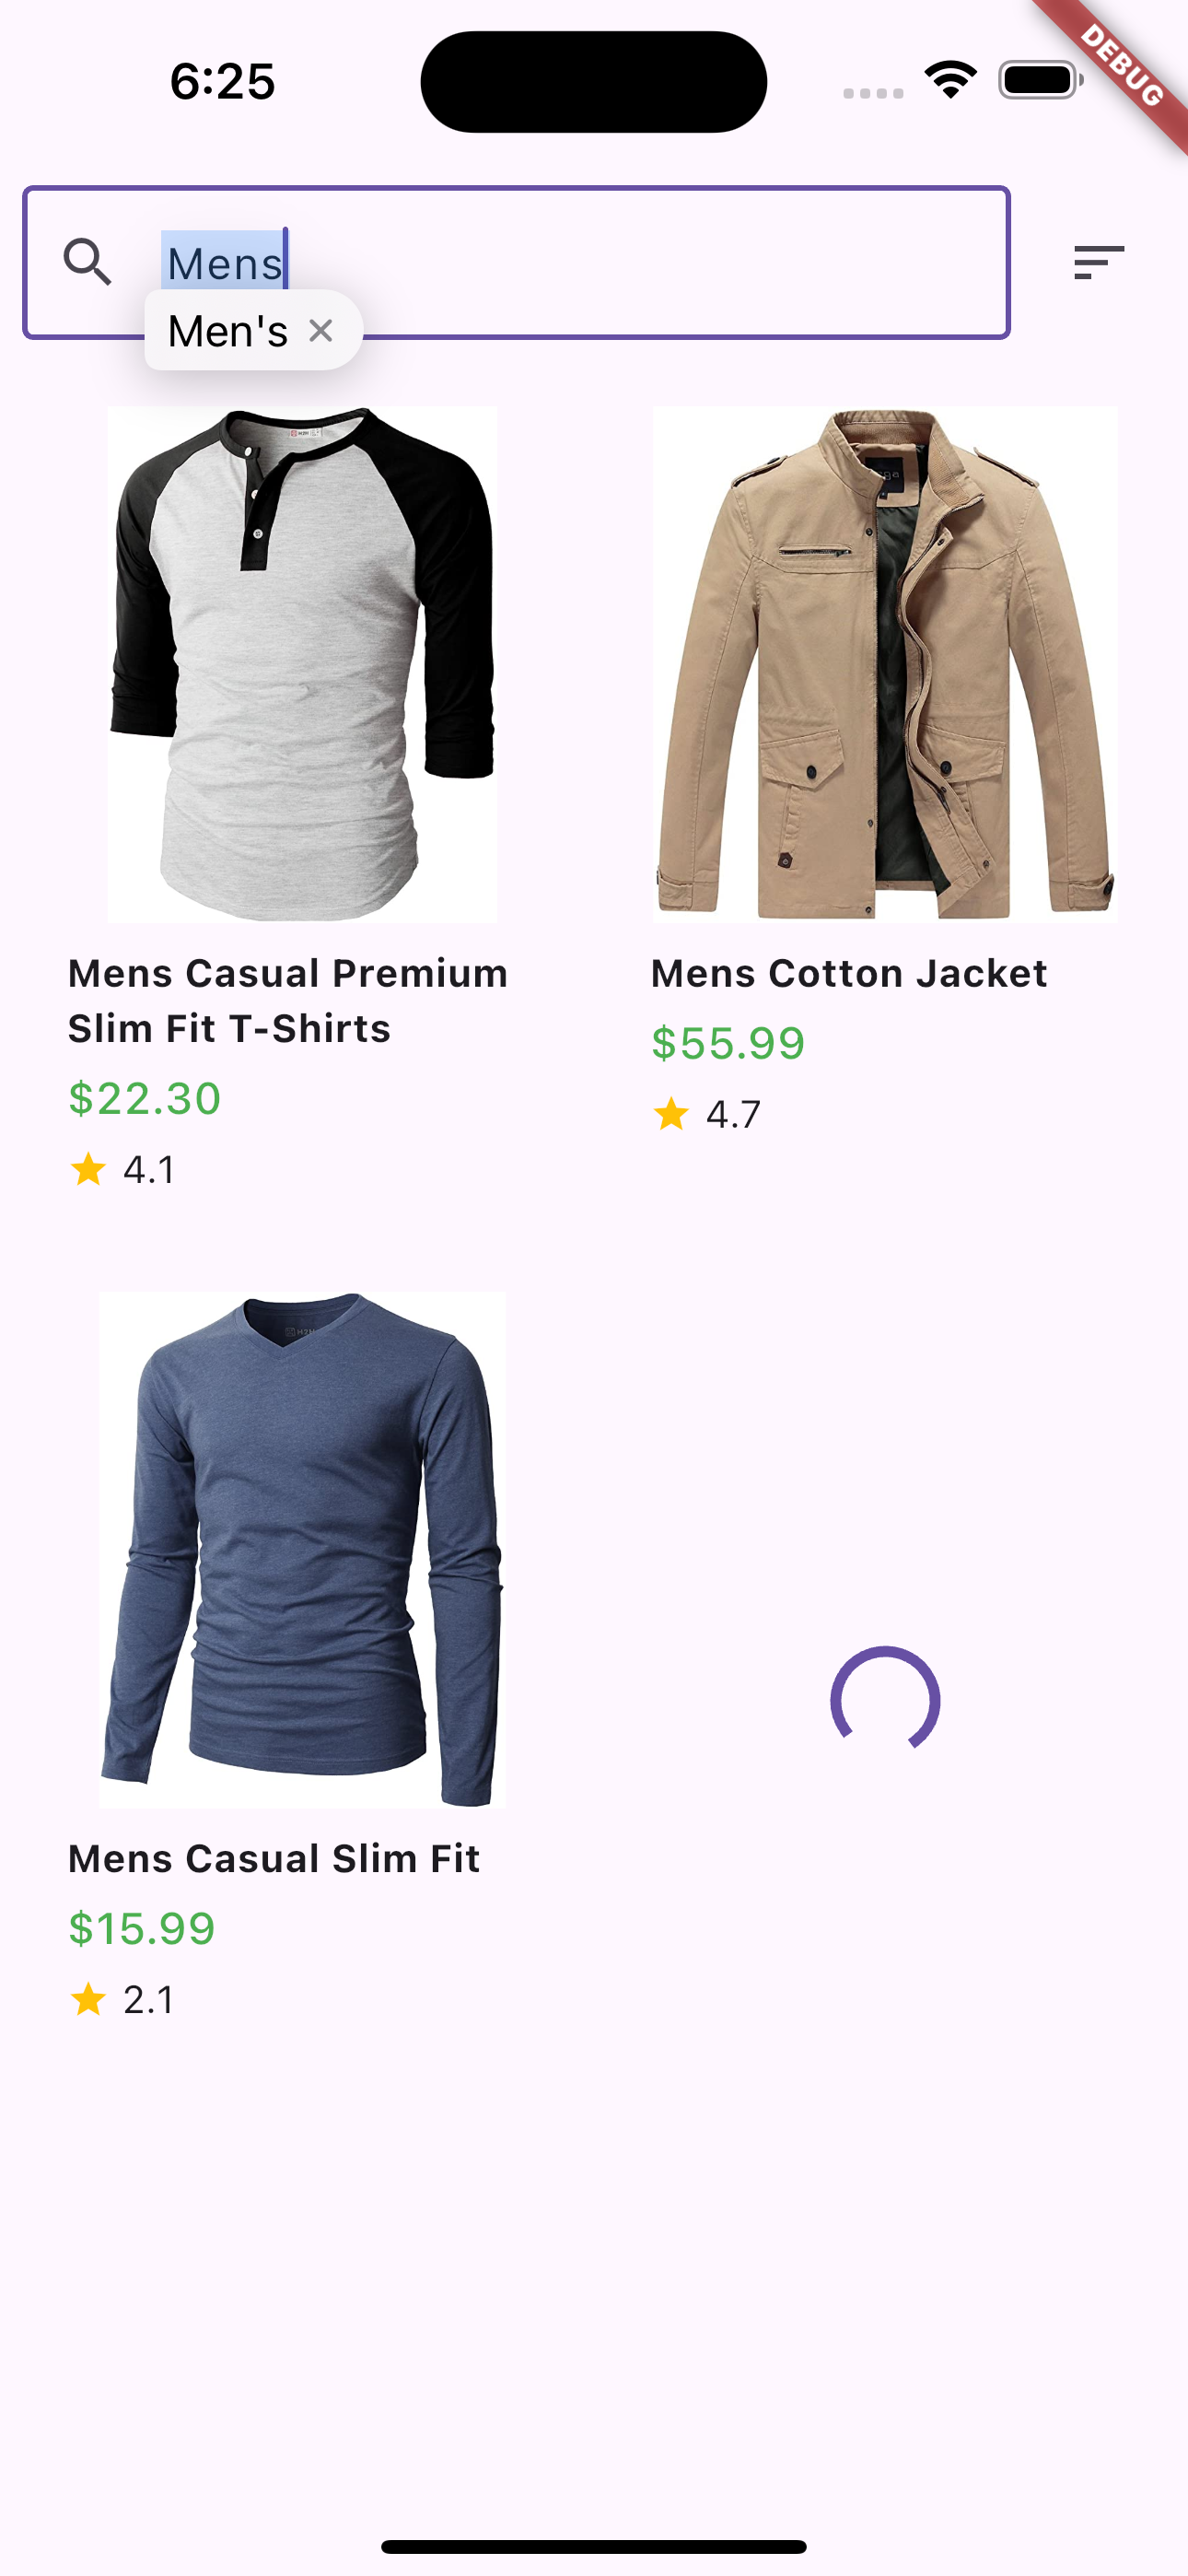 6:25
DEBUG
Mens
Men's
Mens Casual Premium
Slim Fit T-Shirts
$22.30
4.1
Mens Cotton Jacket
$55.99
4.7
Mens Casual Slim Fit
$15.99
2.1